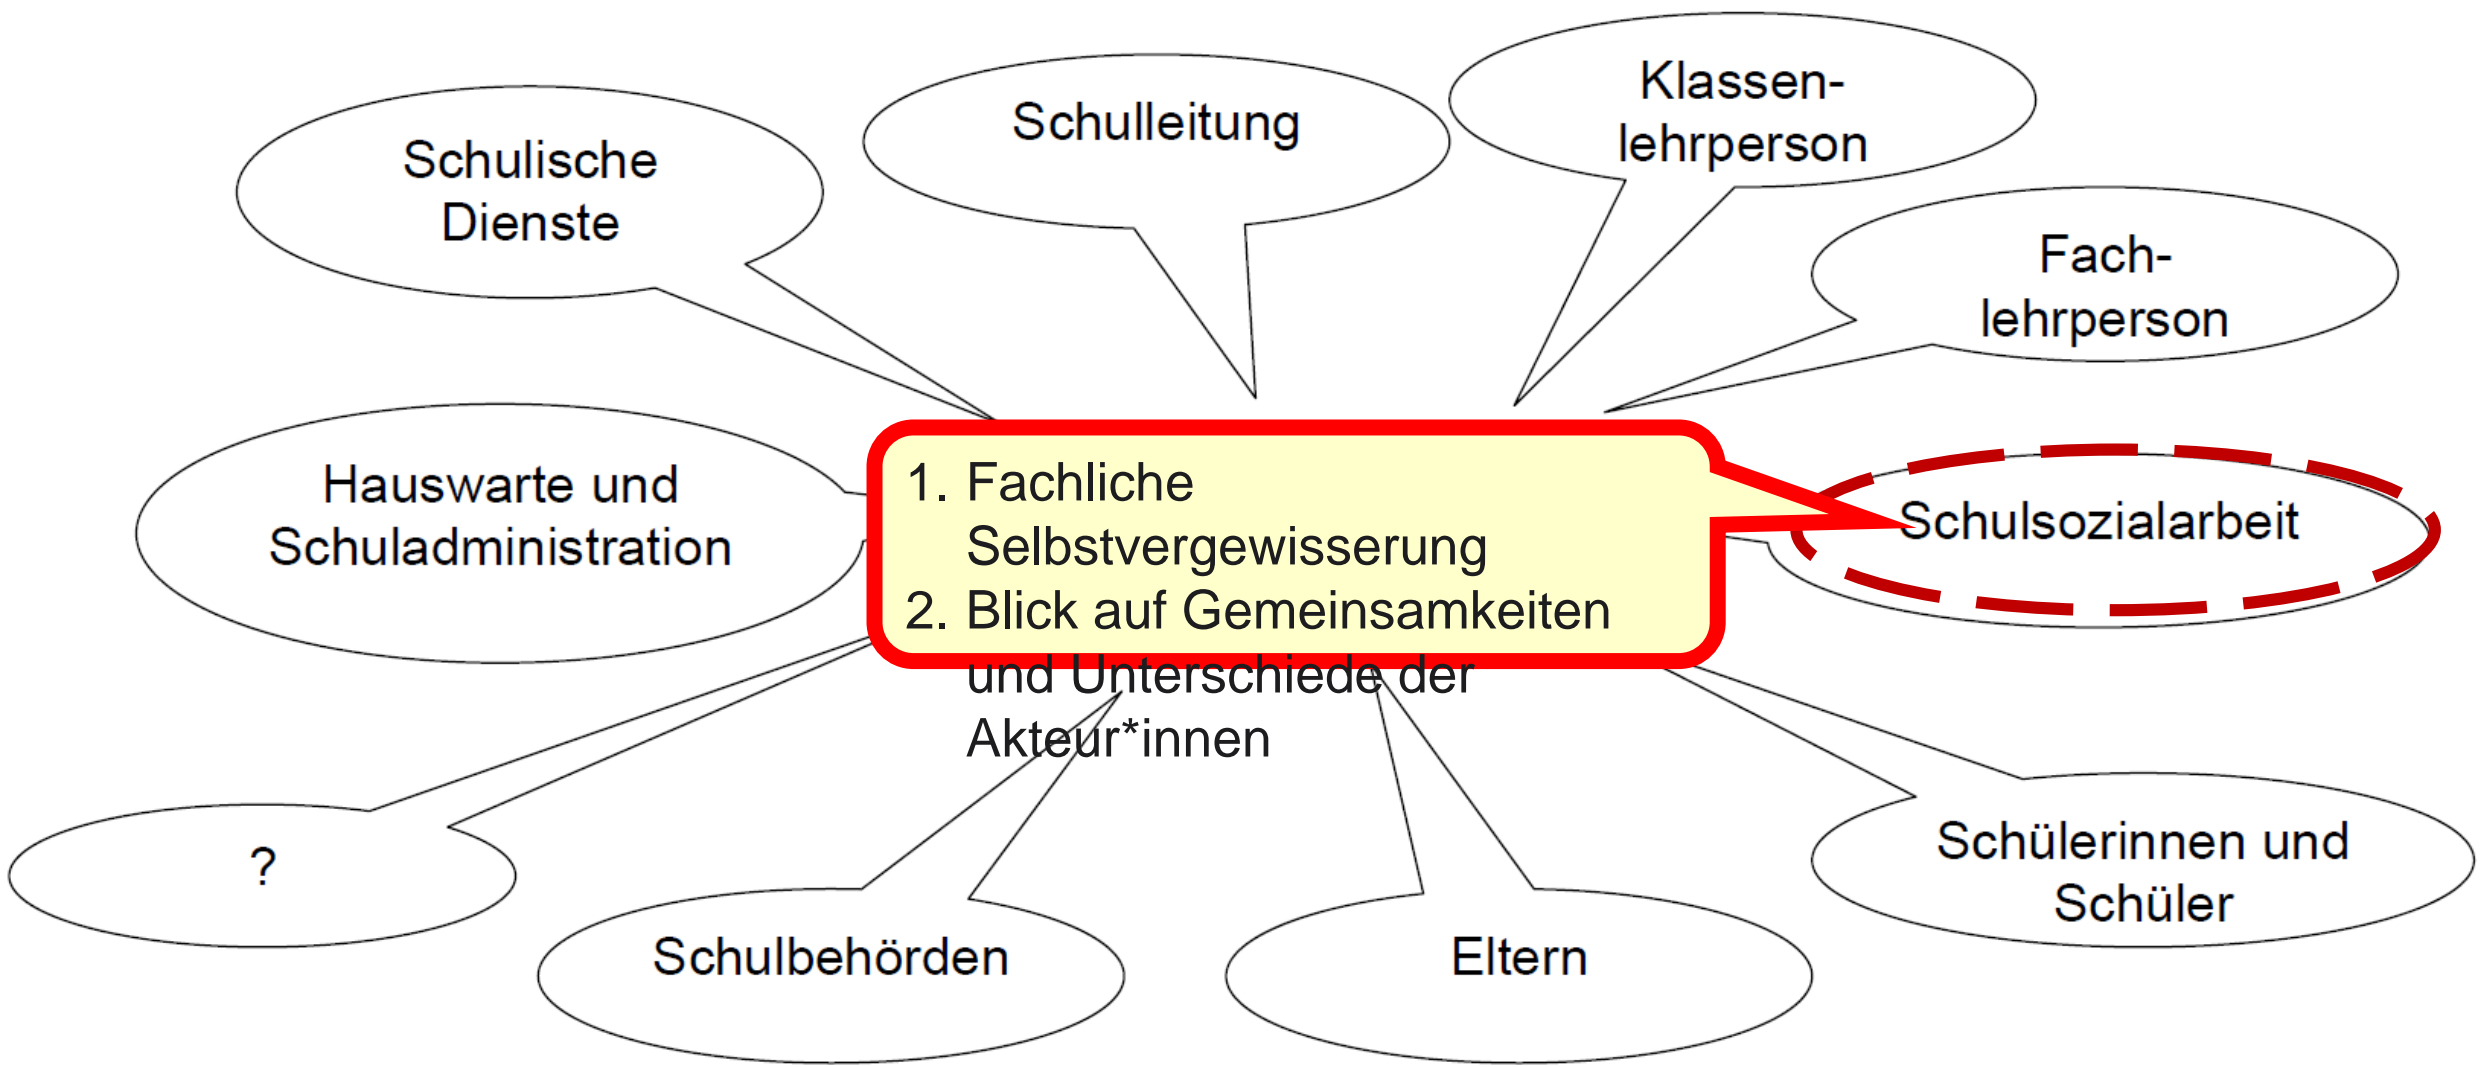 Schulische
Dienste
Schulleitung
Klassen-
lehrperson
Fach-
lehrperson
Hauswarte und
Schuladministration
1. Fachliche
Selbstvergewisserung
2. Blick auf Gemeinsamkeiten
und Unterschiede der
Akteur*innen
Schulsozialarbeit
?
Schulbehörden
Eltern
Schülerinnen und
Schüler